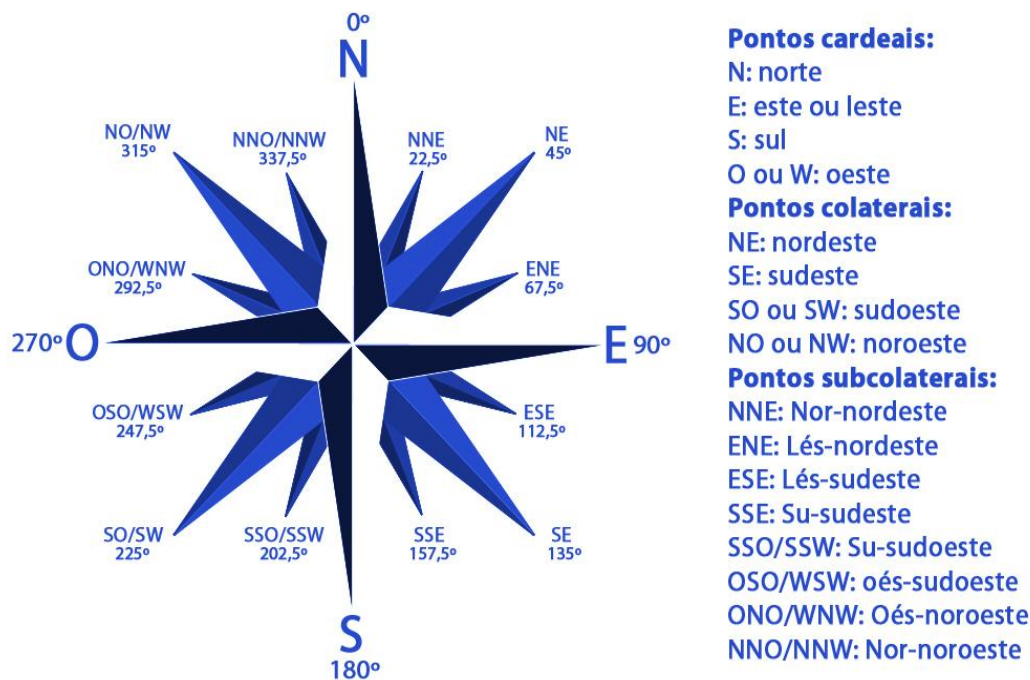 0º
N
NO/NW
315º
NNO/NNW
337,5º
NNE
22,5º
NE
45º
ONO/WNW
292,5º
ENE
67,5º
270º O
E 90º
OSO/WSW
247,5º
ESE
112,5º
SO/SW
225º
SSO/SSW
202,5º
SSE
157,5º
SE
135º
S
180º
Pontos cardeais:
N: norte
E: este ou leste
S: sul
O ou W: oeste
Pontos colaterais:
NE: nordeste
SE: sudeste
SO ou SW: sudoeste
NO ou NW: noroeste
Pontos subcolaterais:
NNE: Nor-nordeste
ENE: Lés-nordeste
ESE: Lés-sudeste
SSE: Su-sudeste
SSO/SSW: Su-sudoeste
OSO/WSW: oés-sudoeste
ONO/WNW: Oés-noroeste
NNO/NNW: Nor-noroeste